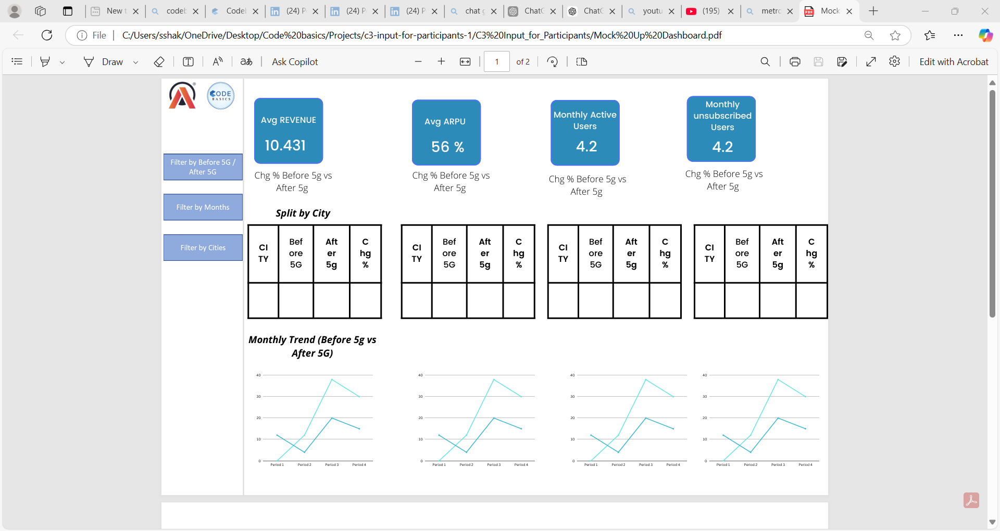 New t
codeb
Codel
(24) P
(24) P
(24) P
chat g
ChatG
ChatG
youtu
(195)
metro
Mock
File
C:/Users/sshak/OneDrive/Desktop/Code%20basics/Projects/c3-input-for-participants-1/C3%20Input_for_Participants/Mock%20Up%20Dashboard.pdf
Draw
Ask Copilot
1
of 2
Edit with Acrobat
CODE
BASICS
Filter by Before 5G /
After 5G
Filter by Months
Filter by Cities
Avg REVENUE
10.431
Chg % Before 5g vs
After 5g
Avg ARPU
56 %
Chg % Before 5g vs
After 5g
Monthly Active
Users
4.2
Chg % Before 5g vs
After 5g
Monthly
unsubscribed
Users
4.2
Chg % Before 5g vs
After 5g
Split by City
CI
TY
Bef
ore
5G
Aft
er
5g
C
hg
%
CI
TY
Bef
ore
5G
Aft
er
5g
C
hg
%
CI
TY
Bef
ore
5G
Aft
er
5g
C
hg
%
CI
TY
Bef
ore
5G
Aft
er
5g
C
hg
%
Monthly Trend (Before 5g vs
After 5G)
40
30
20
10
0
Period 1 Period 2 Period 3 Period 4
40
30
20
10
0
Period 1 Period 2 Period 3 Period 4
40
30
20
10
0
Period 1 Period 2 Period 3 Period 4
40
30
20
10
0
Period 1 Period 2 Period 3 Period 4